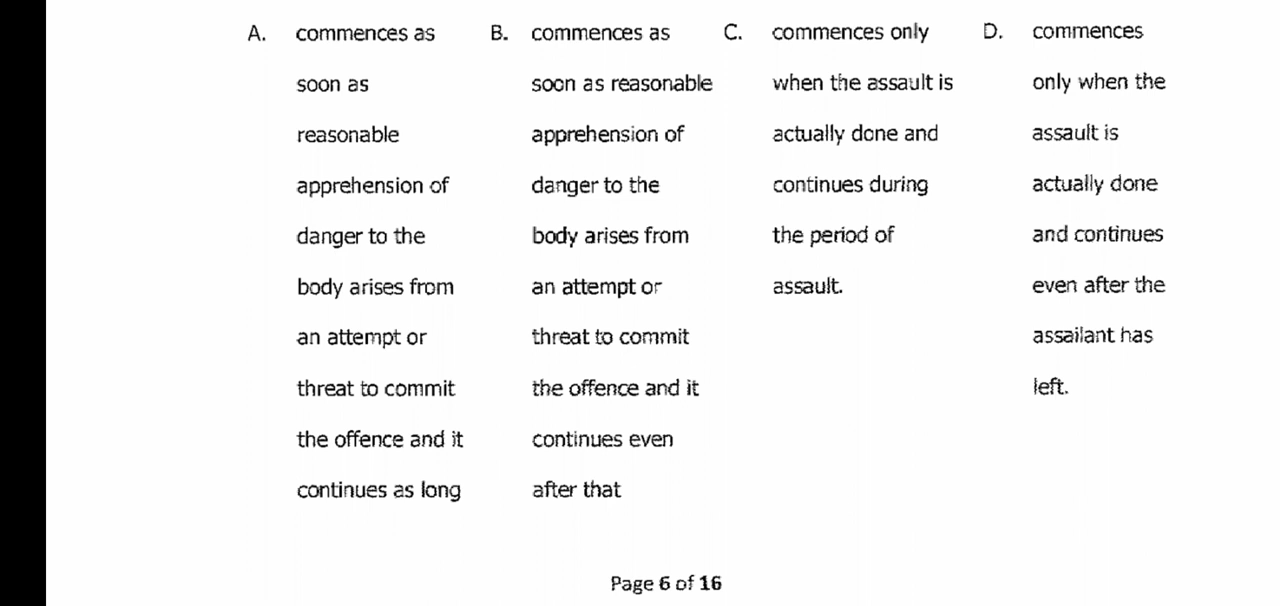 A. commences as
soon as
reasonable
apprehension of
danger to the
body arises from
an attempt or
threat to commit
the offence and it
continues as long
B. commences as
soon as reasonable
apprehension of
danger to the
body arises from
an attempt or
threat to commit
the offence and it
continues even
after that
C. commences only
when the assault is
actually done and
continues during
the period of
assault.
D. commences
only when the
assault is
actually done
and continues
even after the
assailant has
left.
Page 6 of 16